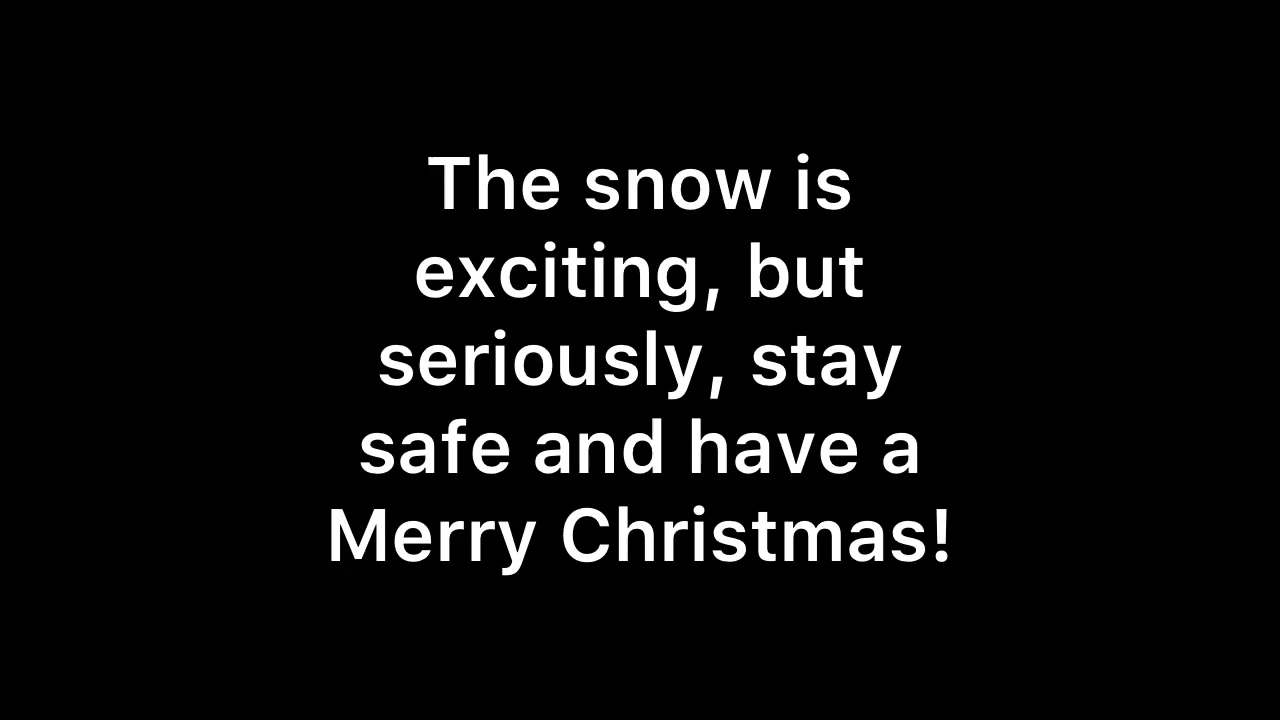 The snow is
exciting, but
seriously, stay
safe and have a
Merry Christmas!